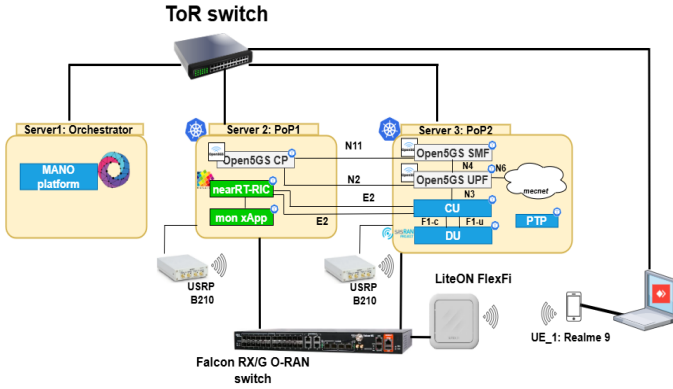 ToR switch
Server1: Orchestrator
Server 2: PoP1
Server 3: PoP2
MANO
platform
Open5GS CP
N11
Open5GS SMF
N4
N6
N2
Open5GS UPF
mecnet
nearRT-RIC
E2
N3
CU
mon xApp
E2
F1-c
F1-u
PTP
srsRAN
PROJECT
DU
USRP
B210
USRP
B210
LiteON FlexFi
UE_1: Realme 9
Falcon RX/G O-RAN
switch